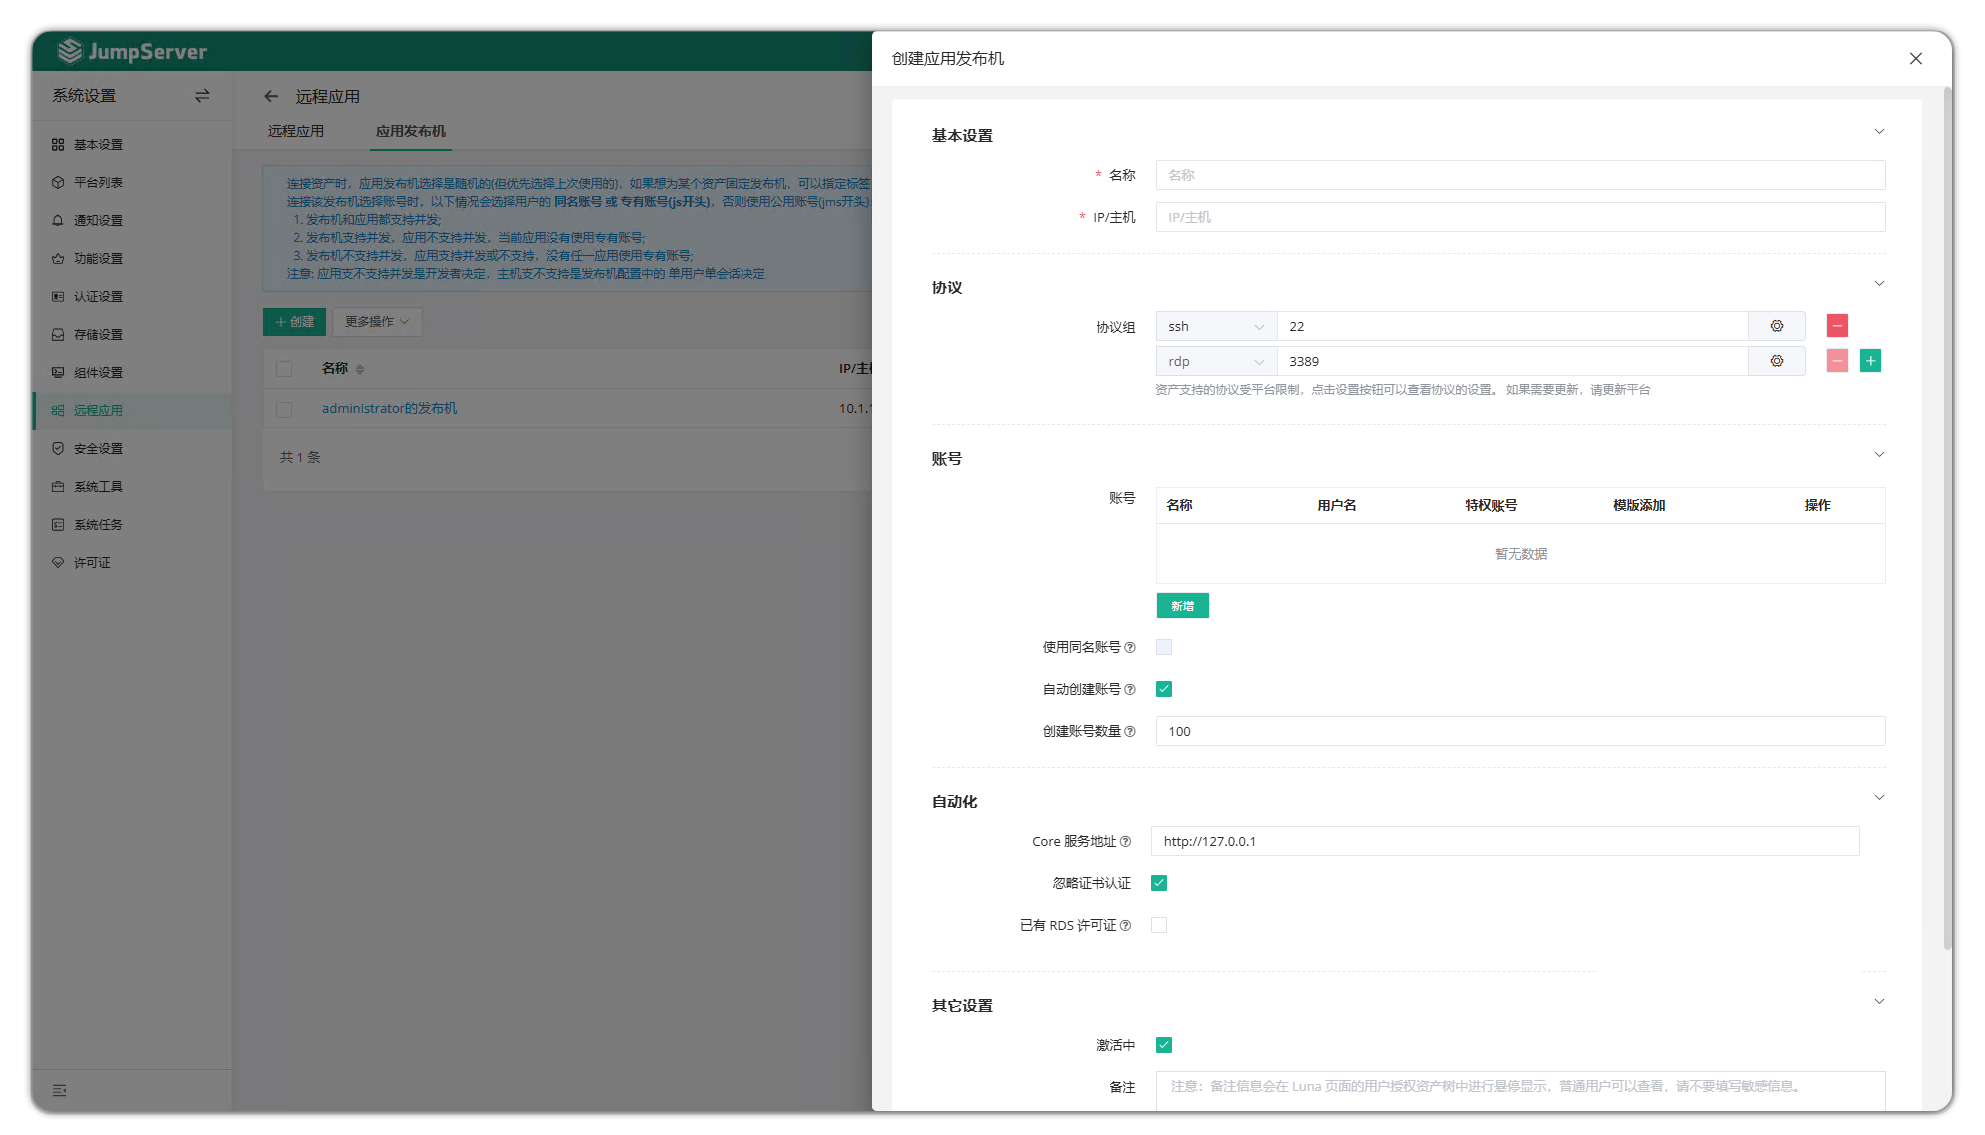 JumpServer
系统设置
基本设置
平台列表
通知设置
功能设置
认证设置
存储设置
组件设置
远程应用
安全设置
系统工具
系统任务
许可证
远程应用
远程应用
应用发布机
连接资产时，应用发布机选择是随机的(但优先选择上次使用的)，如果想为某个资产固定发布机，可以指定标签
连接该发布机选择账号时，以下情况会选择用户的 同名账号 或 专有账号(js开头)，否则使用公用账号(jms开头)：
1. 发布机和应用都支持并发;
2. 发布机支持并发，应用不支持并发，当前应用没有使用专有账号;
3. 发布机不支持并发，应用支持并发或不支持，没有任一应用使用专有账号;
注意: 应用支不支持并发是开发者决定，主机支不支持是发布机配置中的 单用户单会话决定
创建
更多操作
名称
IP/主
administrator的发布机
10.1.
共 1 条
创建应用发布机
基本设置
* 名称
名称
* IP/主机
IP/主机
协议
协议组
ssh
22
rdp
3389
资产支持的协议受平台限制，点击设置按钮可以查看协议的设置。 如果需要更新，请更新平台
账号
账号
名称
用户名
特权账号
模版添加
操作
暂无数据
新增
使用同名账号
自动创建账号
创建账号数量
100
自动化
Core 服务地址
http://127.0.0.1
忽略证书认证
已有 RDS 许可证
其它设置
激活中
备注
注意：备注信息会在 Luna 页面的用户授权资产树中进行悬停显示，普通用户可以查看，请不要填写敏感信息。